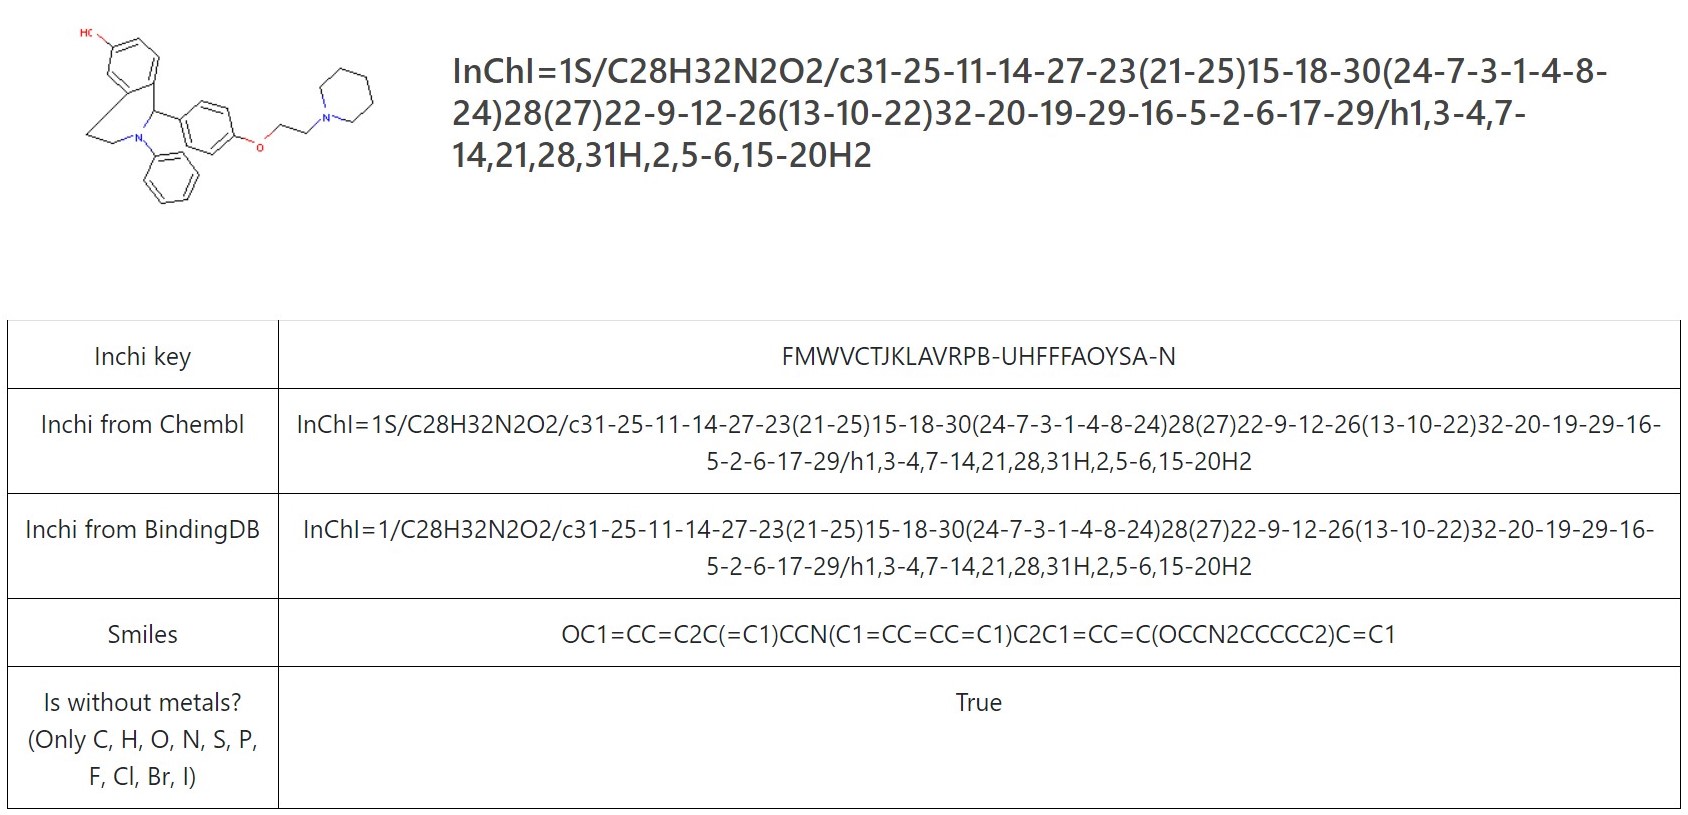 HO
InChI=1S/C28H32N2O2/c31-25-11-14-27-23(21-25)15-18-30(24-7-3-1-4-8-
24)28(27)22-9-12-26(13-10-22)32-20-19-29-16-5-2-6-17-29/h1,3-4,7-
14,21,28,31H,2,5-6,15-20H2
N
N
O
Inchi key
FMWVCTJKLAVRPB-UHFFFAOYSA-N
Inchi from Chembl
InChI=1S/C28H32N2O2/c31-25-11-14-27-23(21-25)15-18-30(24-7-3-1-4-8-24)28(27)22-9-12-26(13-10-22)32-20-19-29-16-
5-2-6-17-29/h1,3-4,7-14,21,28,31H,2,5-6,15-20H2
Inchi from BindingDB
InChI=1/C28H32N2O2/c31-25-11-14-27-23(21-25)15-18-30(24-7-3-1-4-8-24)28(27)22-9-12-26(13-10-22)32-20-19-29-16-
5-2-6-17-29/h1,3-4,7-14,21,28,31H,2,5-6,15-20H2
Smiles
OC1=CC=C2C(=C1)CCN(C1=CC=CC=C1)C2C1=CC=C(OCCN2CCCCC2)C=C1
Is without metals?
(Only C, H, O, N, S, P,
F, Cl, Br, I)
True